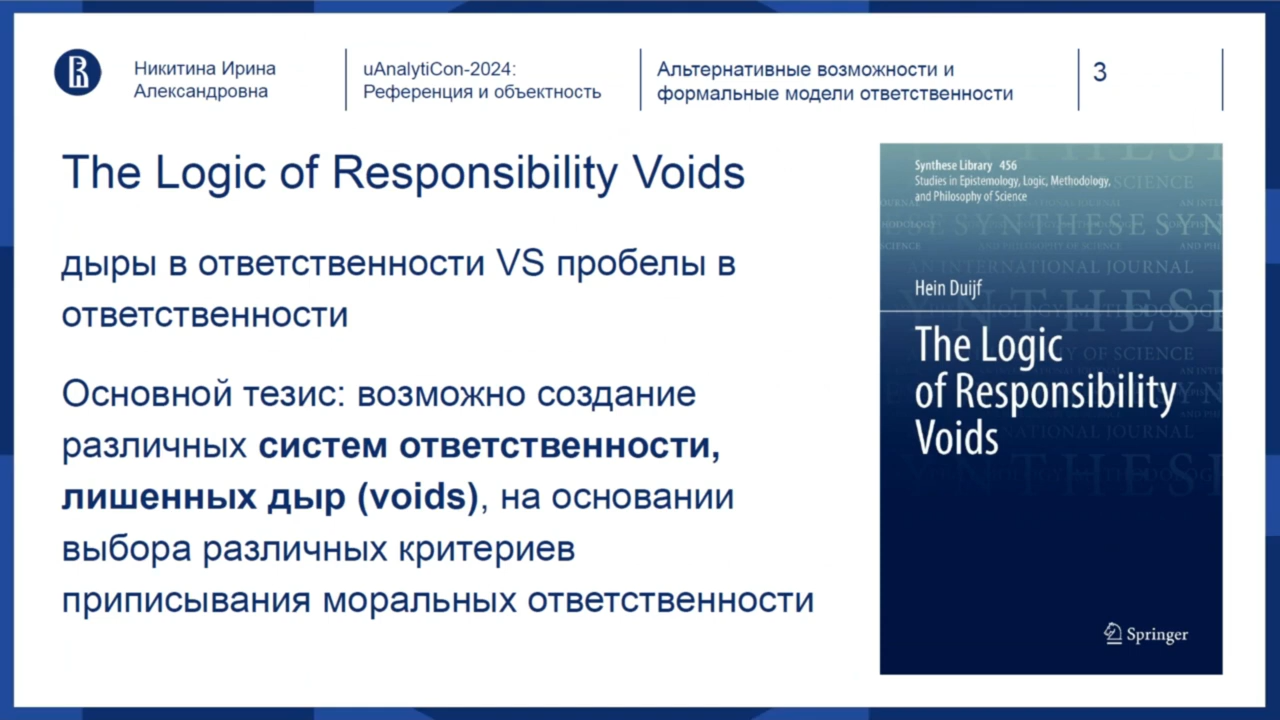 Никитина Ирина
Александровна
uAnalytiCon-2024:
Референция и объектность
Альтернативные возможности и
формальные модели ответственности
3
The Logic of Responsibility Voids
дыры в ответственности VS пробелы в
ответственности
Основной тезис: возможно создание
различных систем ответственности,
лишенных дыр (voids), на основании
выбора различных критериев
приписывания моральных ответственности
Synthese Library 456
Studies in Epistemology, Logic, Methodology,
and Philosophy of Science
Hein Duijf
The Logic
of Responsibility
Voids
Springer